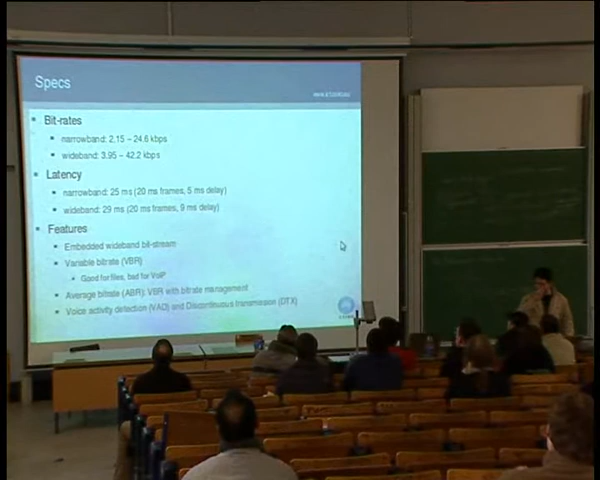 Specs
Bit-rates
narrowband: 2.15 – 24.6 kbps
wideband: 3.95 – 42.2 kbps
Latency
narrowband: 25 ms (20 ms frames, 5 ms delay)
wideband: 29 ms (20 ms frames, 9 ms delay)
Features
Embedded wideband bit-stream
Variable bitrate (VBR)
Good for files, bad for VoIP
Average bitrate (ABR): VBR with bitrate management
Voice activity detection (VAD) and Discontinuous transmission (DTX)